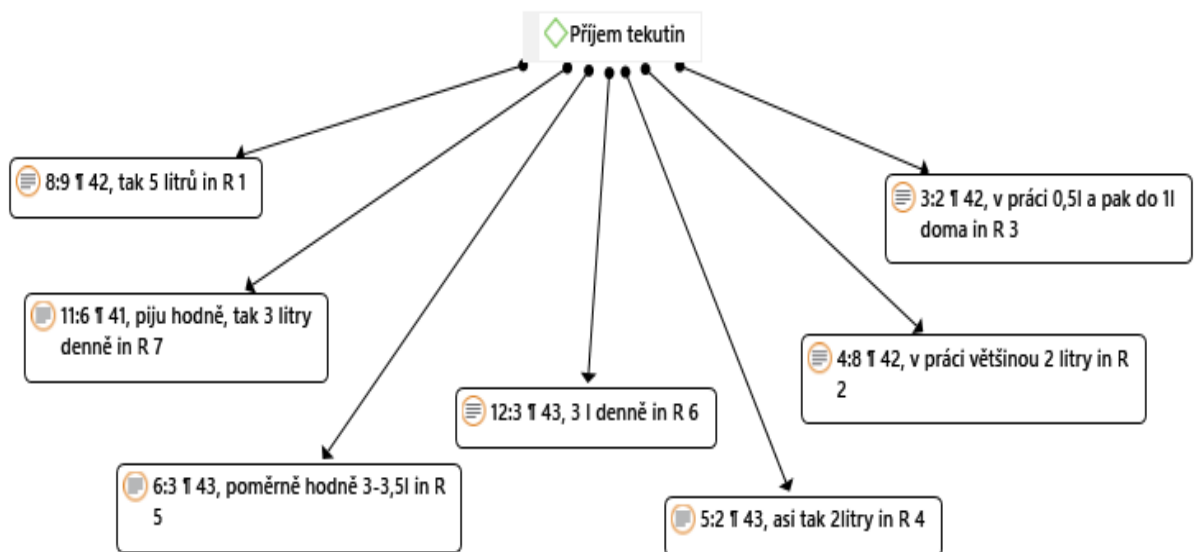 Příjem tekutin
8:9 ¶ 42, tak 5 litrů in R 1
3:2 ¶ 42, v práci 0,5l a pak do 1l
doma in R 3
11:6 ¶ 41, piju hodně, tak 3 litry
denně in R 7
4:8 ¶ 42, v práci většinou 2 litry in R
2
12:3 ¶ 43, 3 l denně in R 6
6:3 ¶ 43, poměrně hodně 3-3,5l in R
5
5:2 ¶ 43, asi tak 2litry in R 4